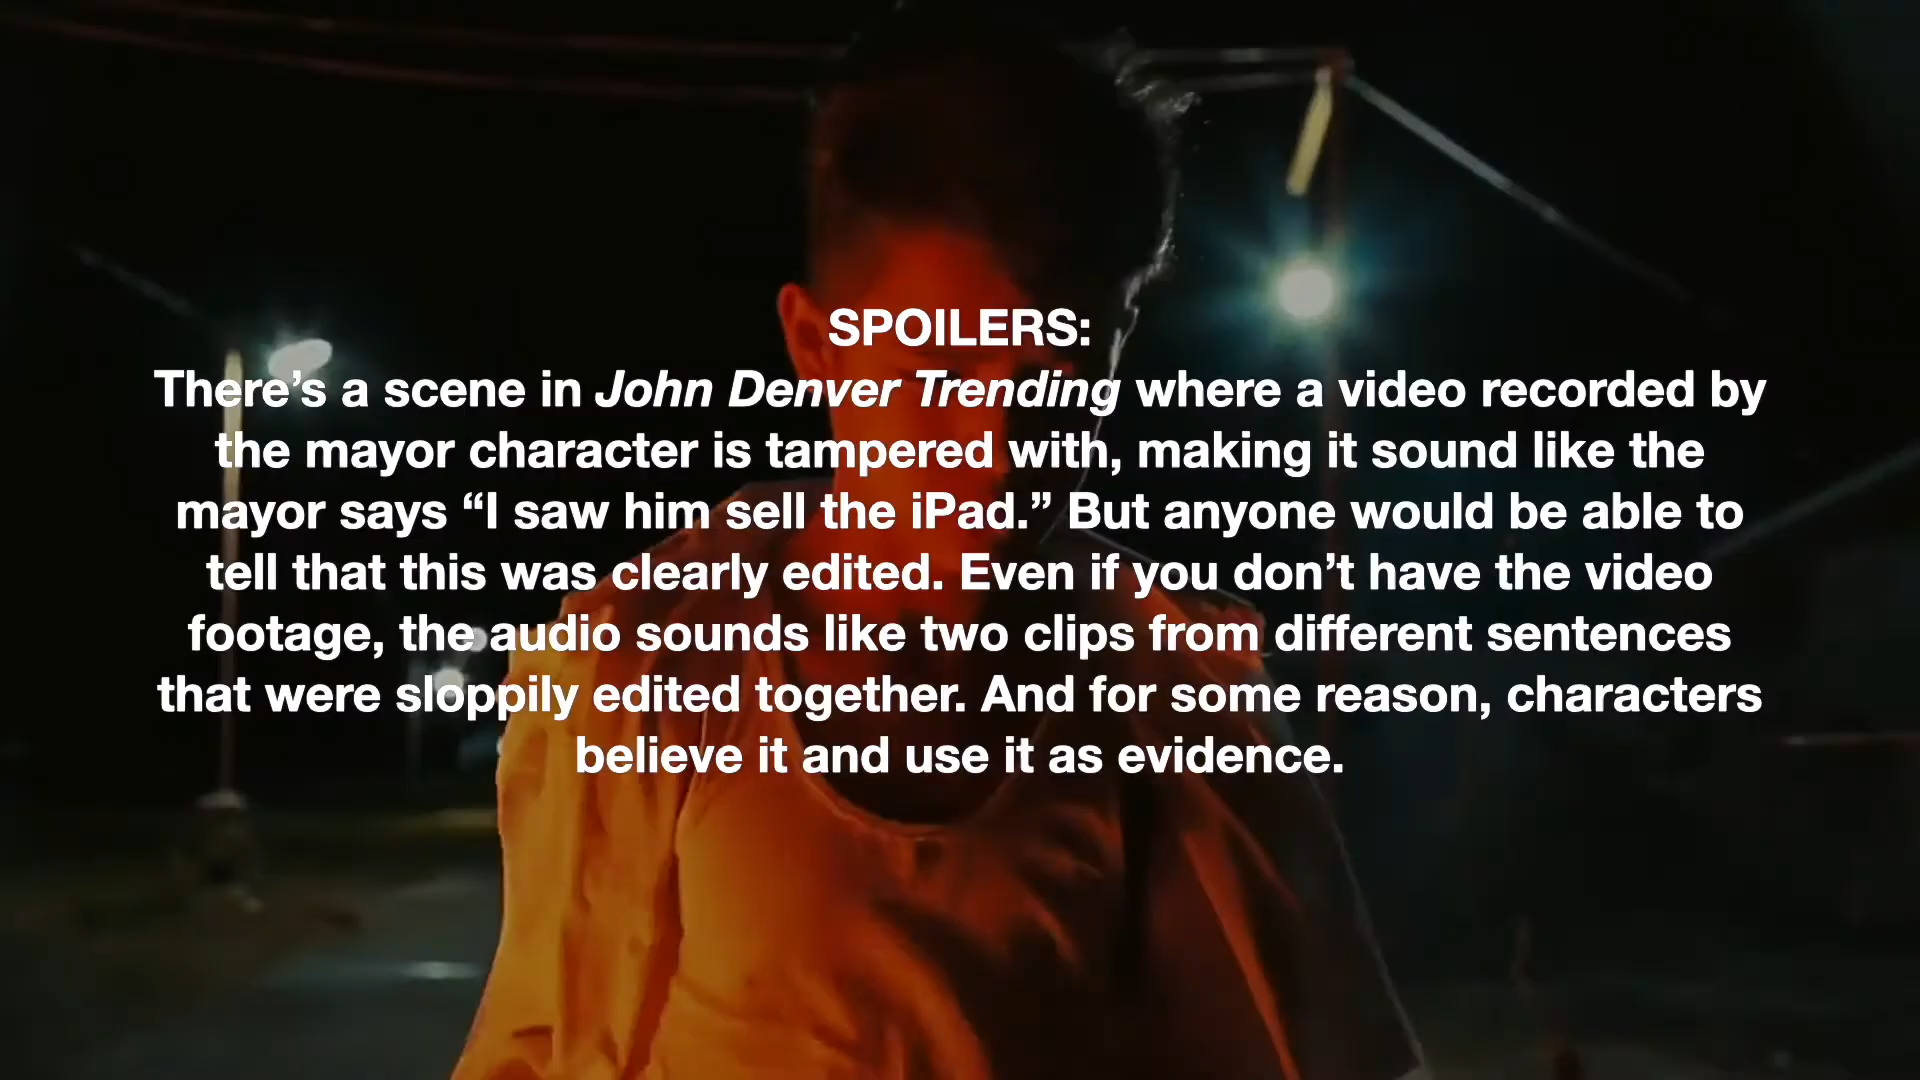 SPOILERS:
There’s a scene in John Denver Trending where a video recorded by
the mayor character is tampered with, making it sound like the
mayor says “I saw him sell the iPad.” But anyone would be able to
tell that this was clearly edited. Even if you don’t have the video
footage, the audio sounds like two clips from different sentences
that were sloppily edited together. And for some reason, characters
believe it and use it as evidence.